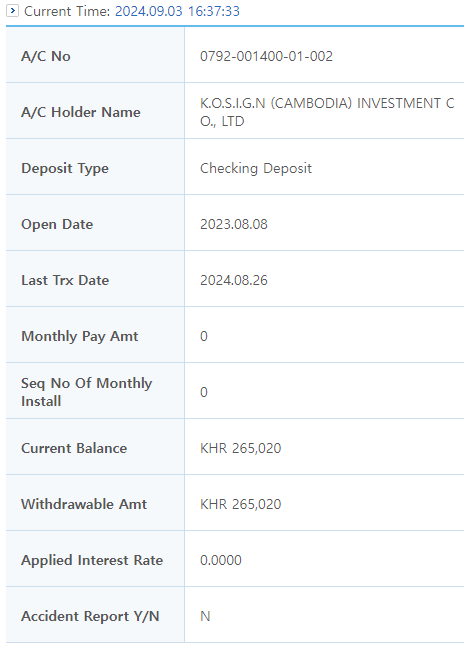 Current Time: 2024.09.03 16:37:33
A/C No 0792-001400-01-002
A/C Holder Name K.O.S.I.G.N (CAMBODIA) INVESTMENT C
O., LTD
Deposit Type Checking Deposit
Open Date 2023.08.08
Last Trx Date 2024.08.26
Monthly Pay Amt 0
Seq No Of Monthly
Install 0
Current Balance KHR 265,020
Withdrawable Amt KHR 265,020
Applied Interest Rate 0.0000
Accident Report Y/N N